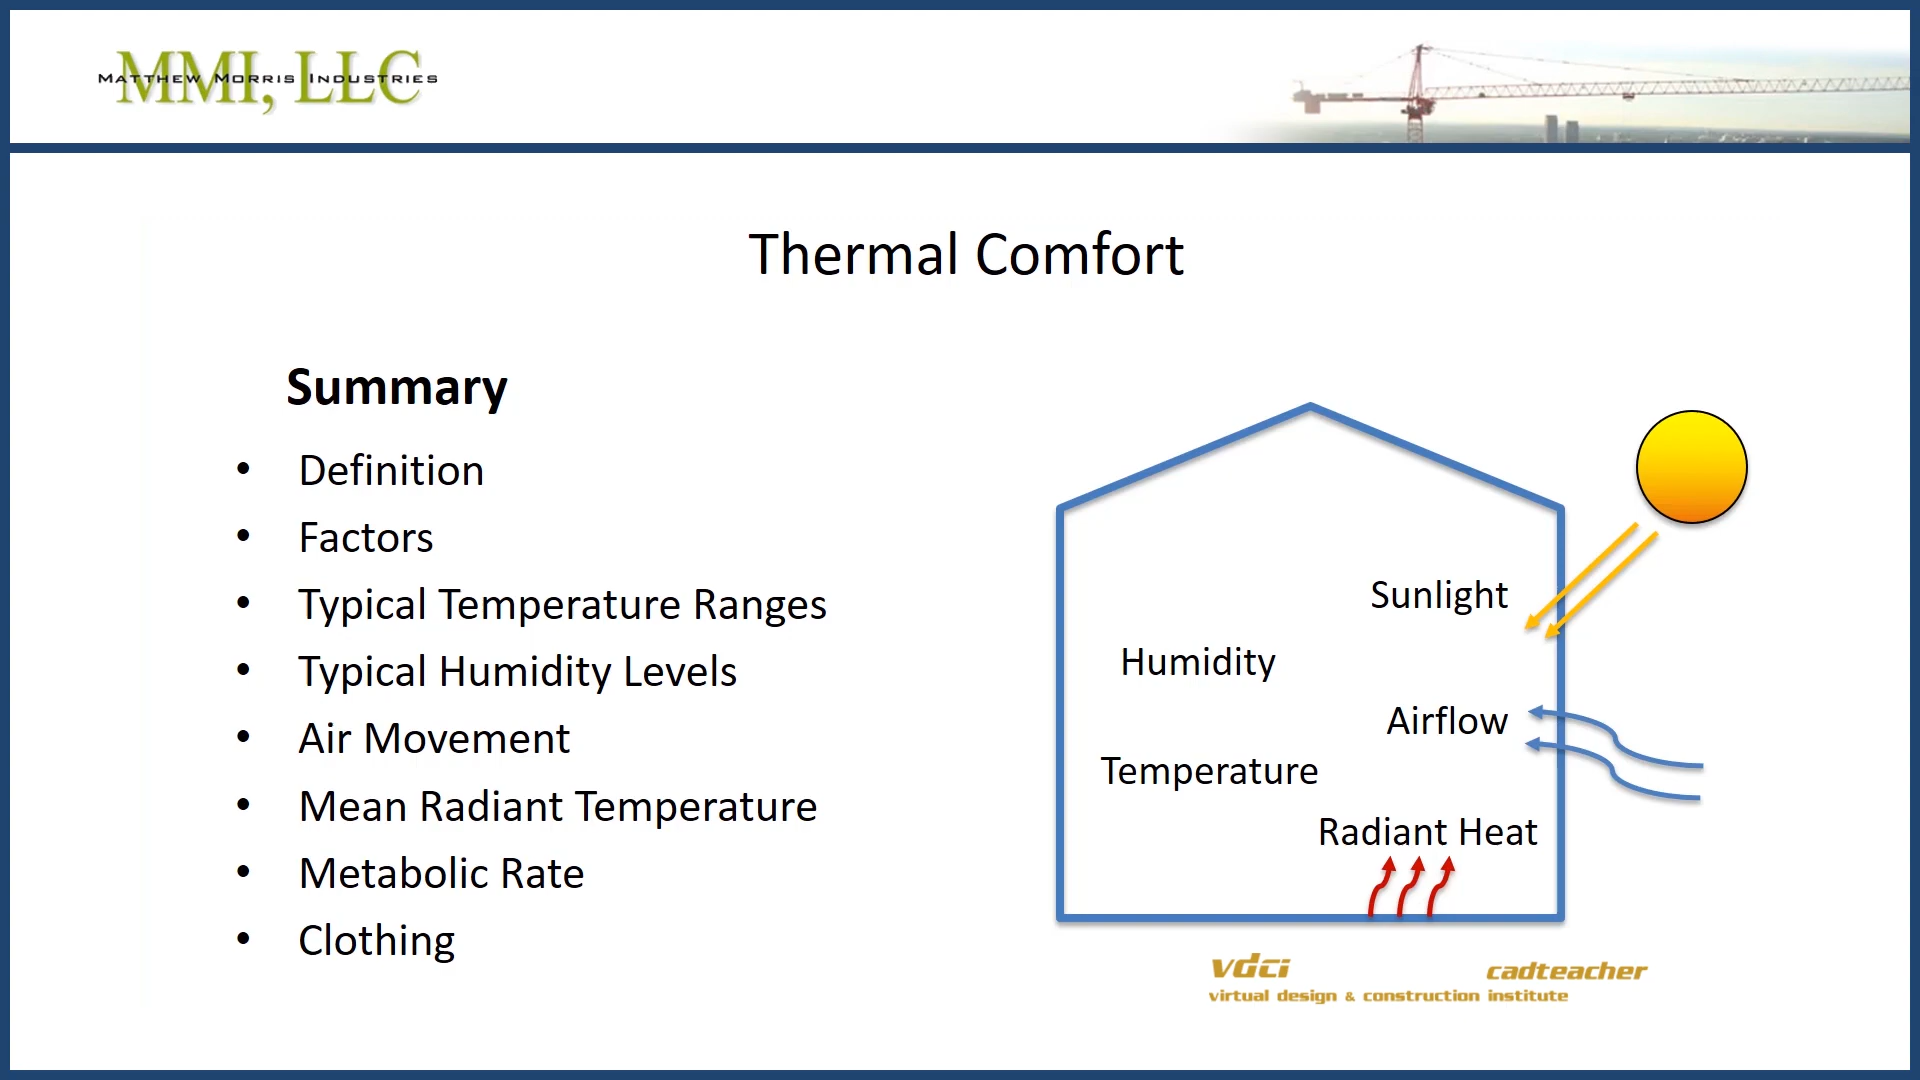 MMI, LLC
Matthew Morris Industries
Thermal Comfort
Summary
• Definition
• Factors
• Typical Temperature Ranges
• Typical Humidity Levels
• Air Movement
• Mean Radiant Temperature
• Metabolic Rate
• Clothing
Sunlight
Humidity
Airflow
Temperature
Radiant Heat
vdci
cadteacher
virtual design & construction institute